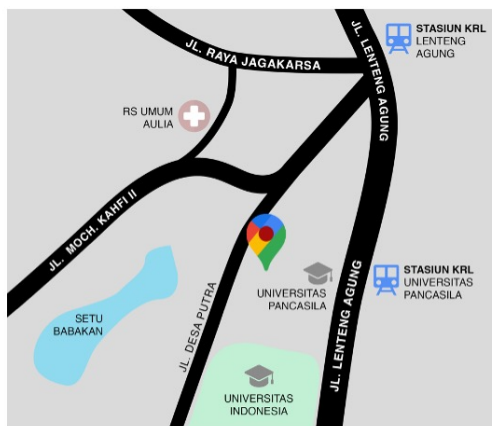 JL. RAYA JAGAKARSA
JL. LENTENG AGUNG
STASIUN KRL
LENTENG
AGUNG
RS UMUM
AULIA
JL. MOCH. KAHFI II
SETU
BABAKAN
JL. DESA PUTRA
UNIVERSITAS
PANCASILA
STASIUN KRL
UNIVERSITAS
PANCASILA
JL. LENTENG AGUNG
UNIVERSITAS
INDONESIA